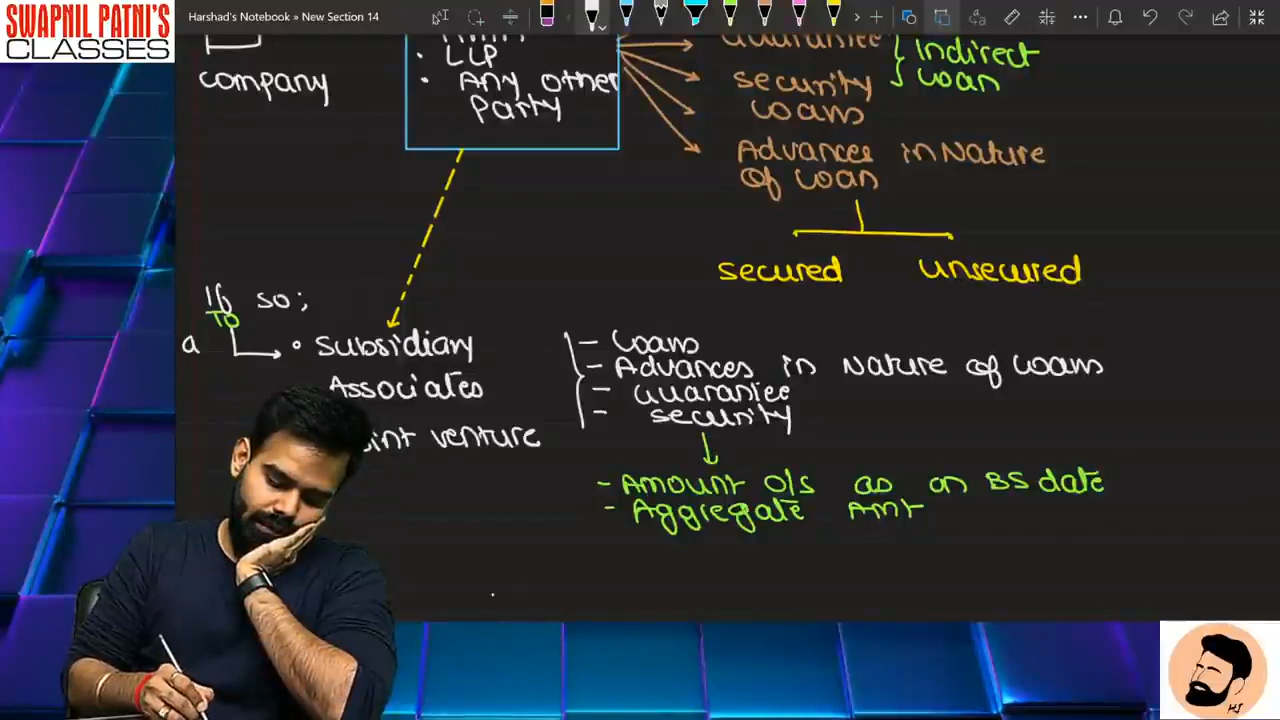 SWAPNIL PATNI'S
CLASSES
Harshad's Notebook » New Section 14
company
• LLP
• Any other
Party
Guarantee
security
Loans
Indirect
Loan
Advances in Nature
of Loan
secured
unsecured
If so;
TO
a
• Subsidiary
Associates
venture
- Loans
- Advances in Nature of Loans
- Guarantee
- security
- Amount O/s as on BS date
- Aggregate Amt
HJ